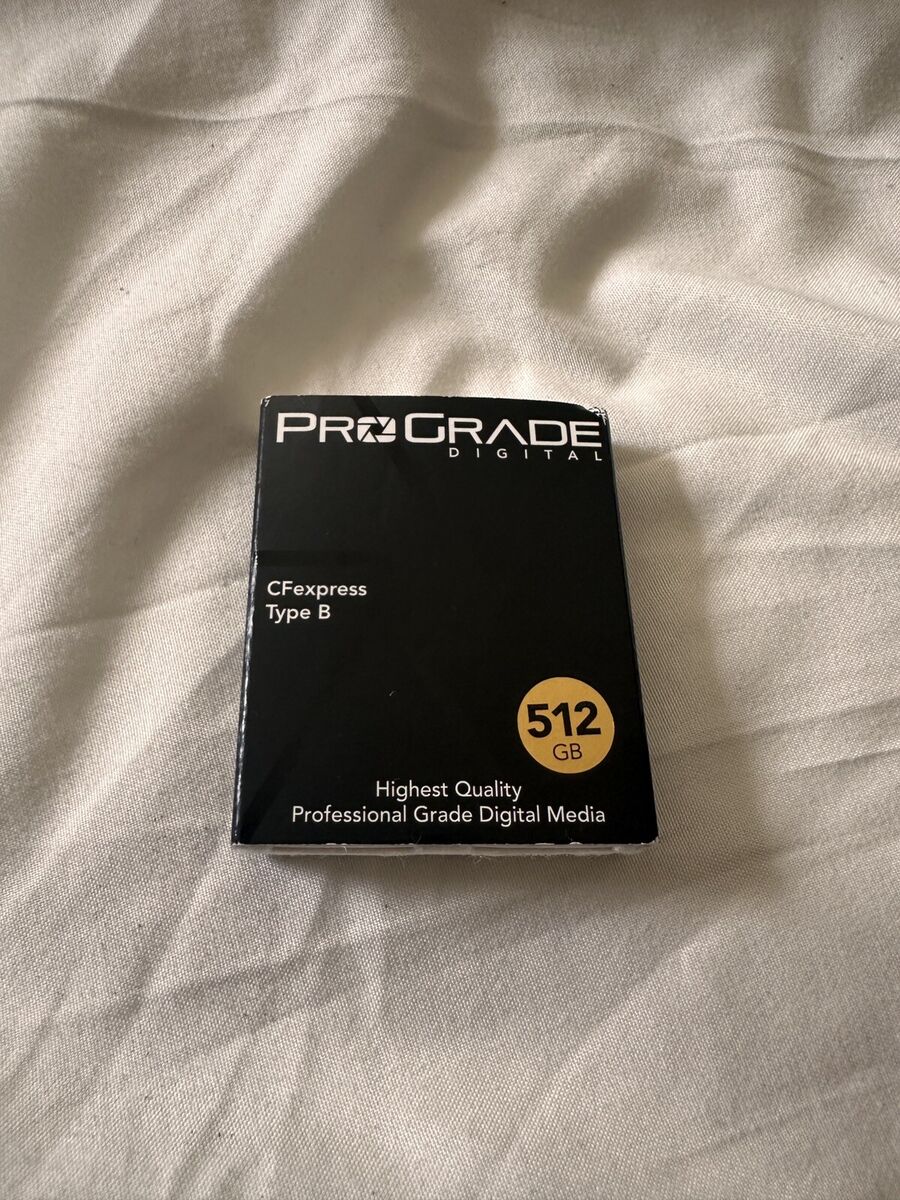 PROGRADE
DIGITAL
CFexpress
Type B
512
GB
Highest Quality
Professional Grade Digital Media